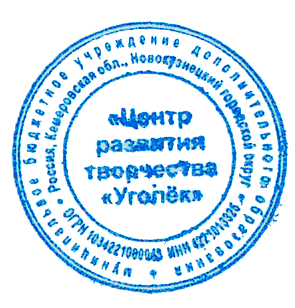 муниципальное бюджетное учреждение дополнительного образования
Россия, Кемеровская обл., Новокузнецкий городской округ
ОГРН ИНН
«Центр
развития
творчества
«Уголёк»